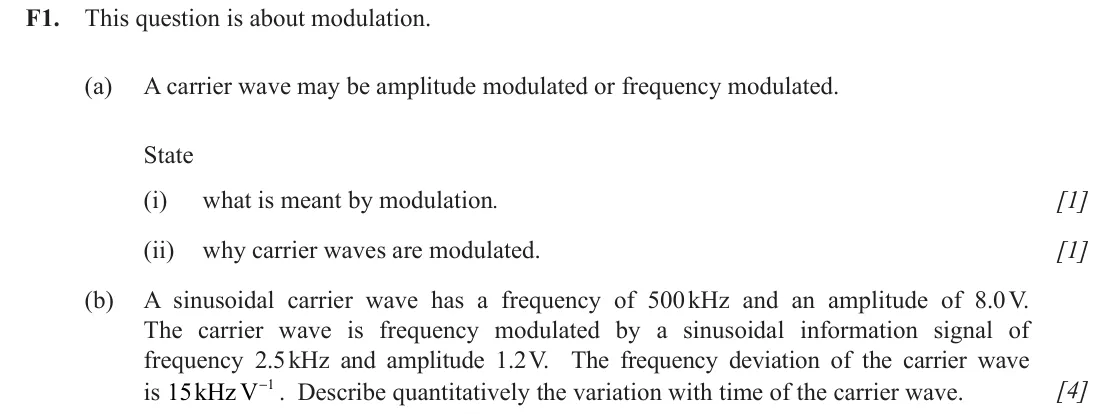 F1. This question is about modulation.
(a) A carrier wave may be amplitude modulated or frequency modulated.
State
(i) what is meant by modulation. [1]
(ii) why carrier waves are modulated. [1]
(b) A sinusoidal carrier wave has a frequency of 500 kHz and an amplitude of 8.0 V.
The carrier wave is frequency modulated by a sinusoidal information signal of
frequency 2.5 kHz and amplitude 1.2 V. The frequency deviation of the carrier wave
is 15 kHz V⁻¹. Describe quantitatively the variation with time of the carrier wave. [4]